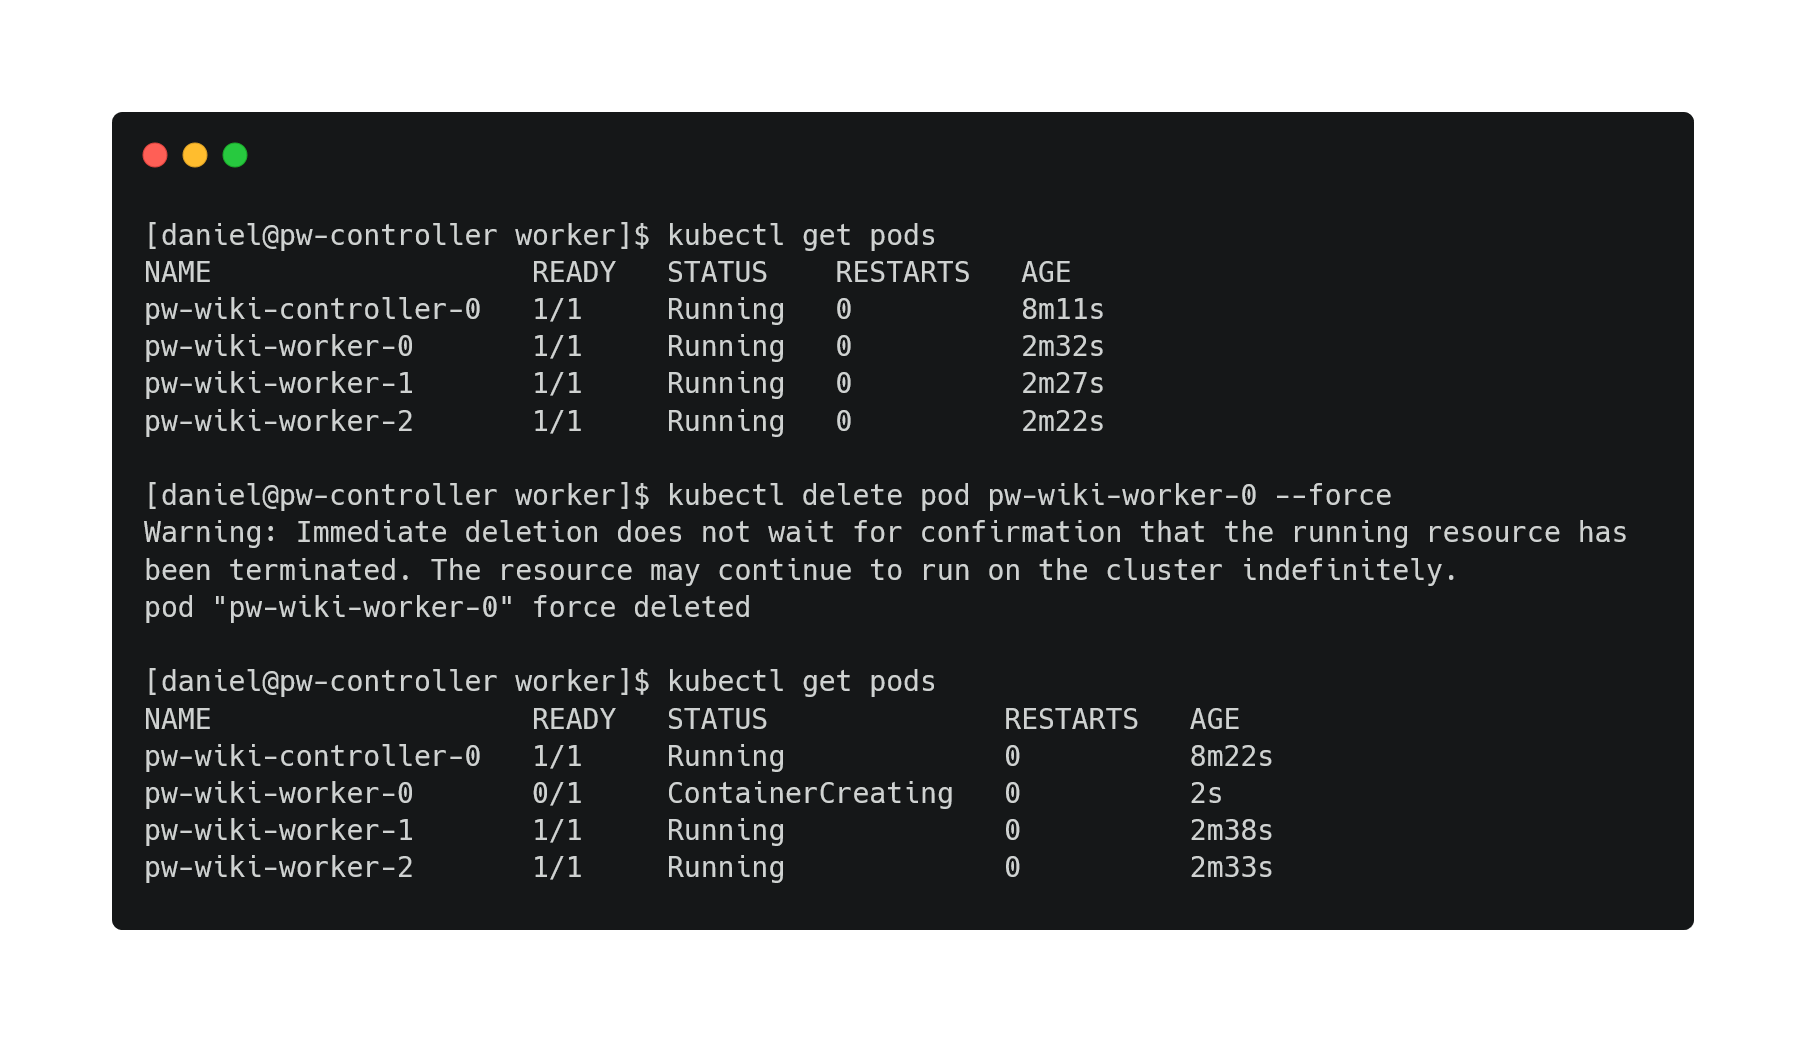 [daniel@pw-controller worker]$ kubectl get pods
NAME                   READY   STATUS    RESTARTS   AGE
pw-wiki-controller-0   1/1     Running   0          8m11s
pw-wiki-worker-0       1/1     Running   0          2m32s
pw-wiki-worker-1       1/1     Running   0          2m27s
pw-wiki-worker-2       1/1     Running   0          2m22s

[daniel@pw-controller worker]$ kubectl delete pod pw-wiki-worker-0 --force
Warning: Immediate deletion does not wait for confirmation that the running resource has
been terminated. The resource may continue to run on the cluster indefinitely.
pod "pw-wiki-worker-0" force deleted

[daniel@pw-controller worker]$ kubectl get pods
NAME                   READY   STATUS              RESTARTS   AGE
pw-wiki-controller-0   1/1     Running             0          8m22s
pw-wiki-worker-0       0/1     ContainerCreating   0          2s
pw-wiki-worker-1       1/1     Running             0          2m38s
pw-wiki-worker-2       1/1     Running             0          2m33s